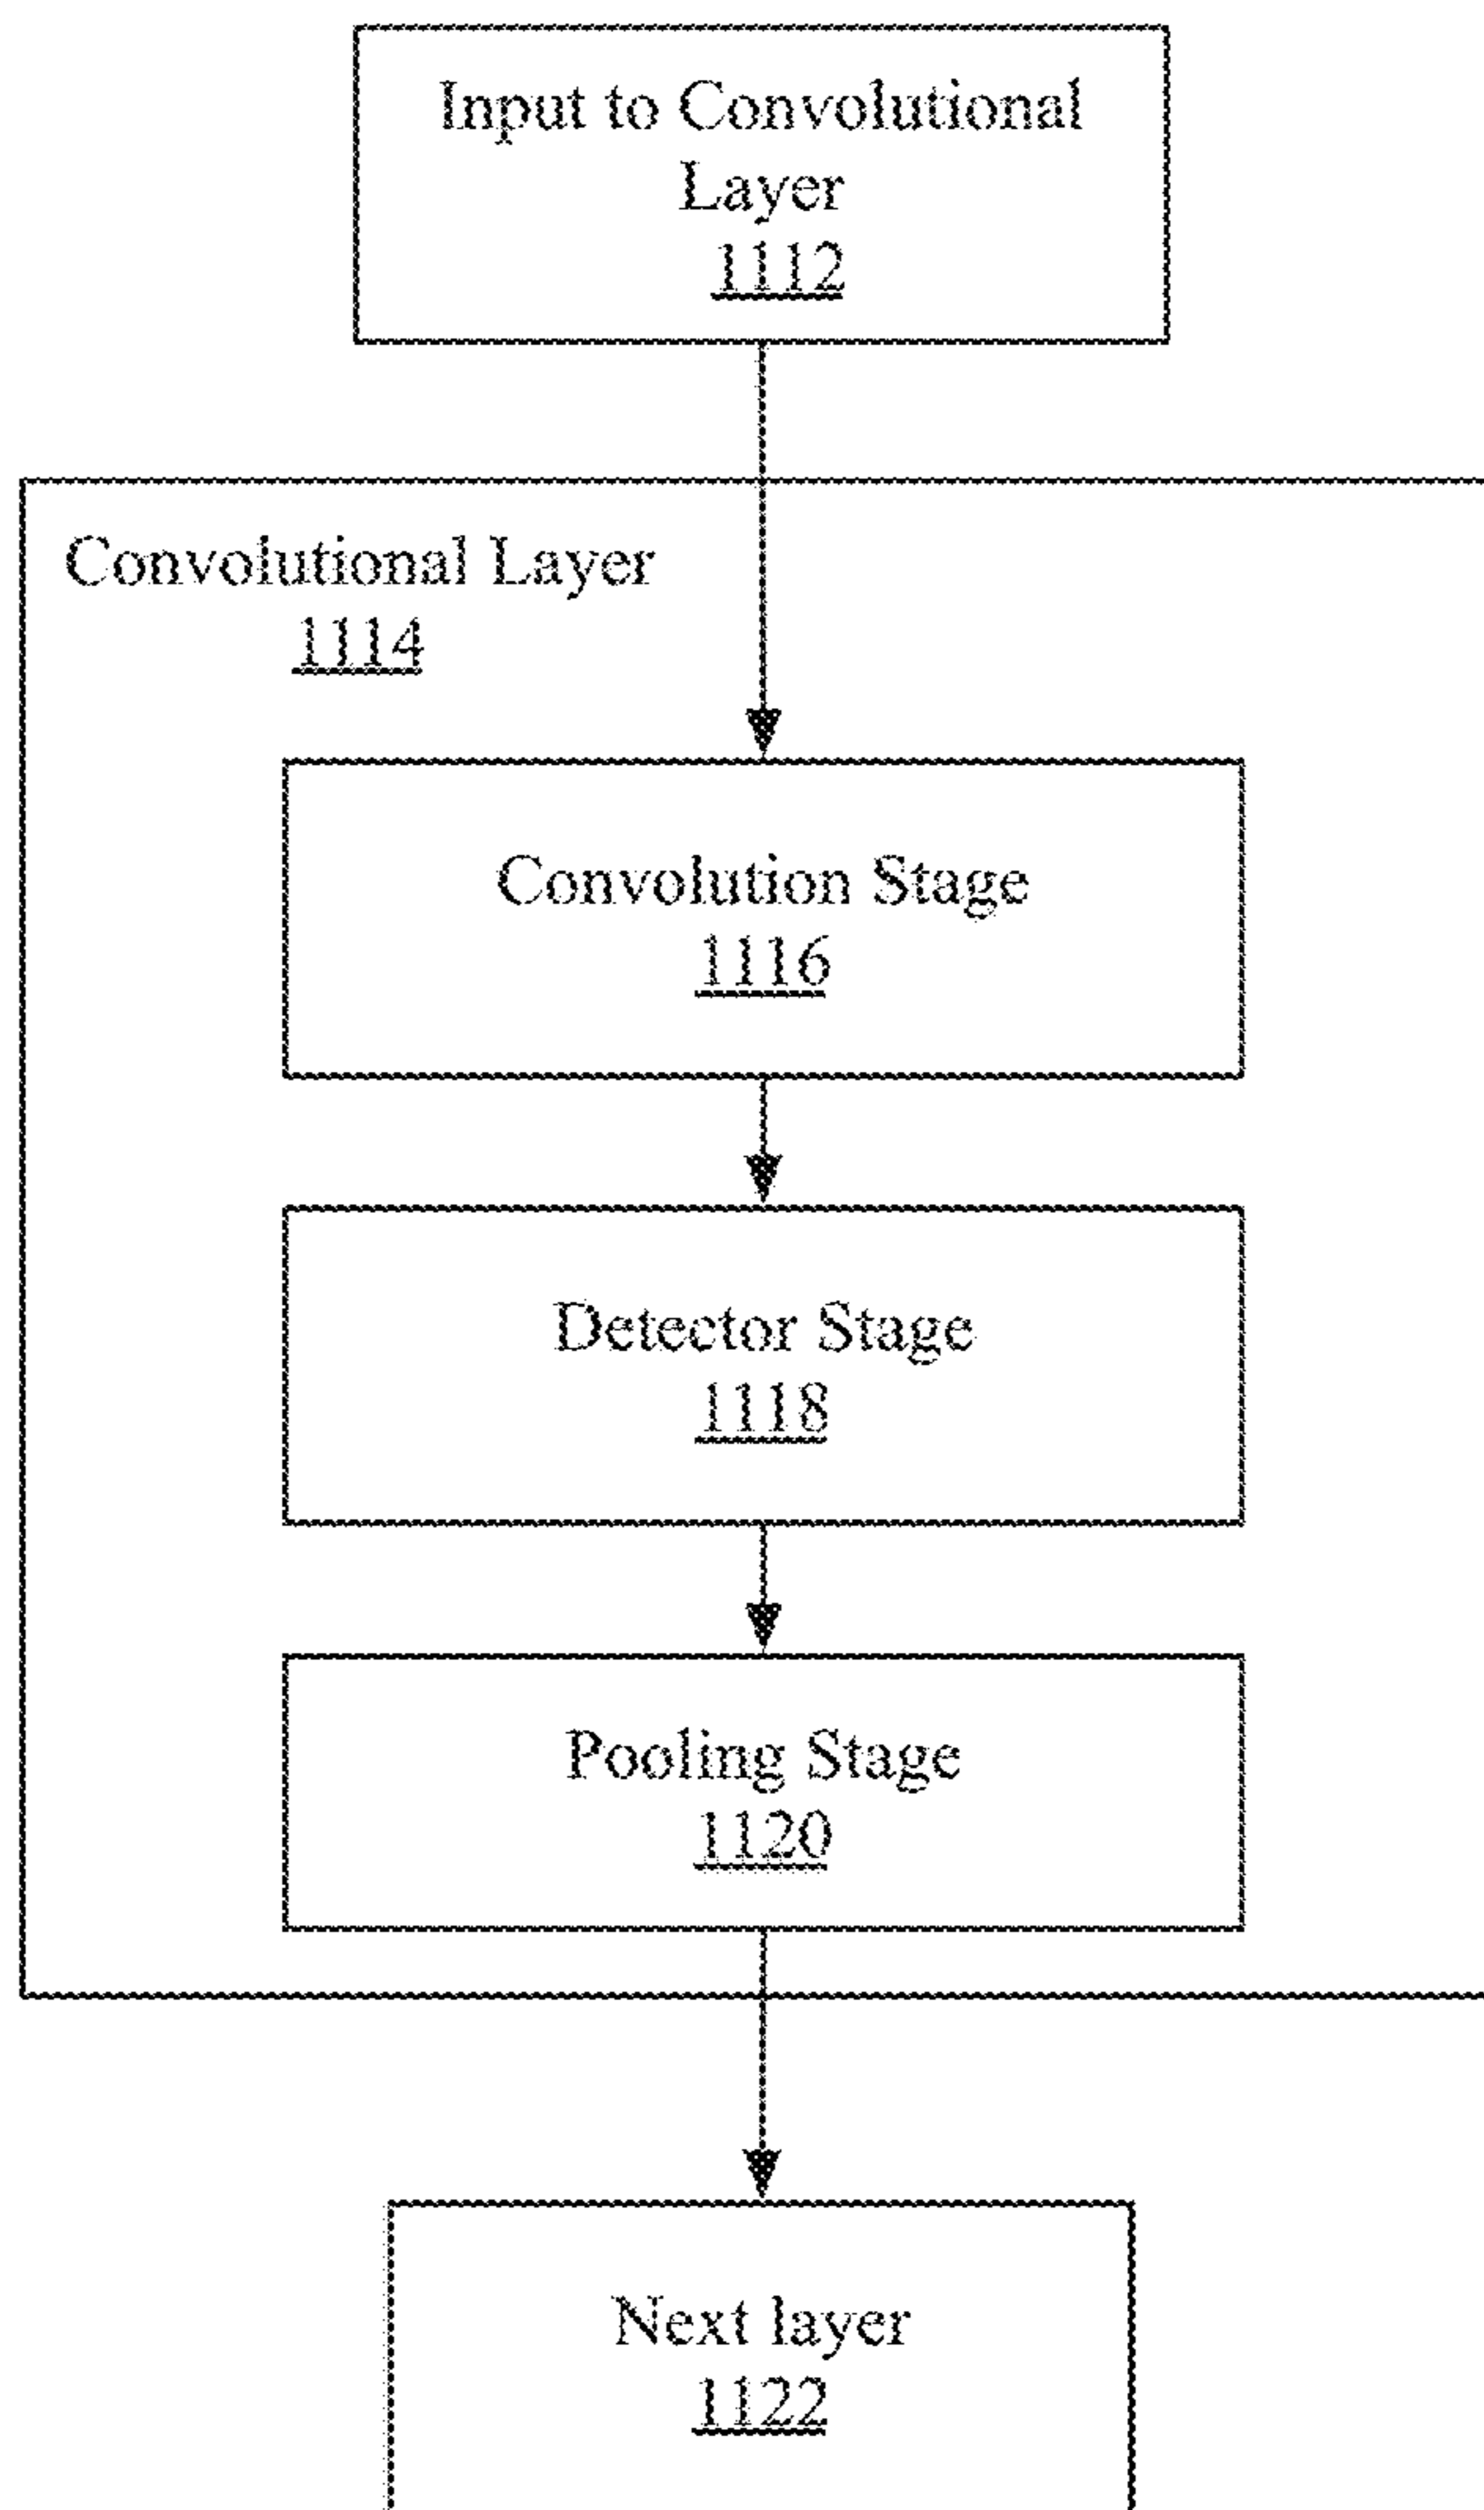 Input to Convolutional
Layer
1112
Convolutional Layer
1114
Convolution Stage
1116
Detector Stage
1118
Pooling Stage
1120
Next layer
1122